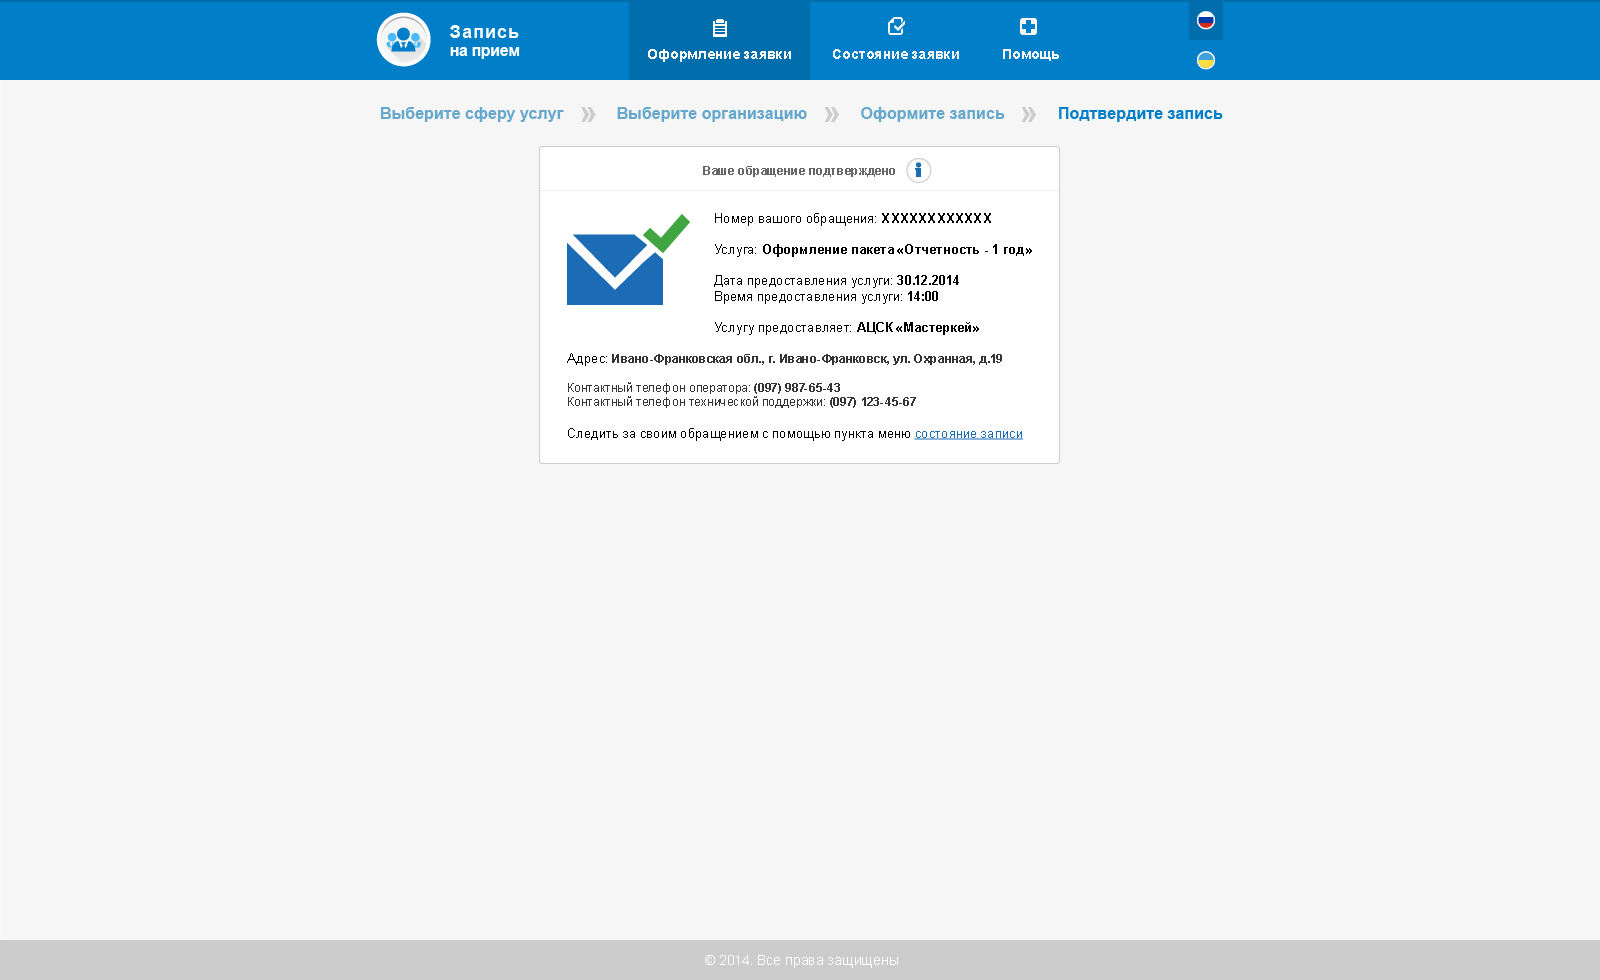 Запись
на прием
Оформление заявки
Состояние заявки
Помощь
Выберите сферу услуг
Выберите организацию
Оформите запись
Подтвердите запись
Ваше обращение подтверждено
Номер вашого обращения: XXXXXXXXXXXX
Услуга: Оформление пакета «Отчетность - 1 год»
Дата предоставления услуги: 30.12.2014
Время предоставления услуги: 14:00
Услугу предоставляет: АЦСК «Мастеркей»
Адрес: Ивано-Франковская обл., г. Ивано-Франковск, ул. Охранная, д.19
Контактный телефон оператора: (097) 987-65-43
Контактный телефон технической поддержки: (097) 123-45-67
Следить за своим обращением с помощью пункта меню состояние записи
© 2014. Все права защищены